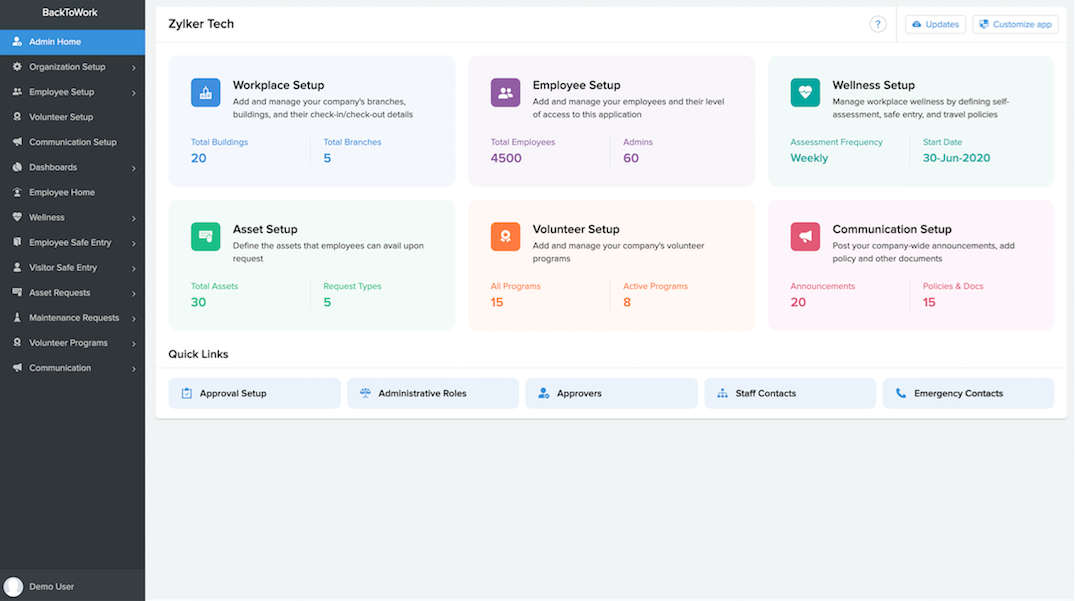 BackToWork
Admin Home
Organization Setup
Employee Setup
Volunteer Setup
Communication Setup
Dashboards
Employee Home
Wellness
Employee Safe Entry
Visitor Safe Entry
Asset Requests
Maintenance Requests
Volunteer Programs
Communication
Demo User
Zylker Tech
?
Updates
Customize app
Workplace Setup
Add and manage your company's branches,
buildings, and their check-in/check-out details
Total Buildings
20
Total Branches
5
Employee Setup
Add and manage your employees and their level
of access to this application
Total Employees
4500
Admins
60
Wellness Setup
Manage workplace wellness by defining self-
assessment, safe entry, and travel policies
Assessment Frequency
Weekly
Start Date
30-Jun-2020
Asset Setup
Define the assets that employees can avail upon
request
Total Assets
30
Request Types
5
Volunteer Setup
Add and manage your company's volunteer
programs
All Programs
15
Active Programs
8
Communication Setup
Post your company-wide announcements, add
policy and other documents
Announcements
20
Policies & Docs
15
Quick Links
Approval Setup
Administrative Roles
Approvers
Staff Contacts
Emergency Contacts